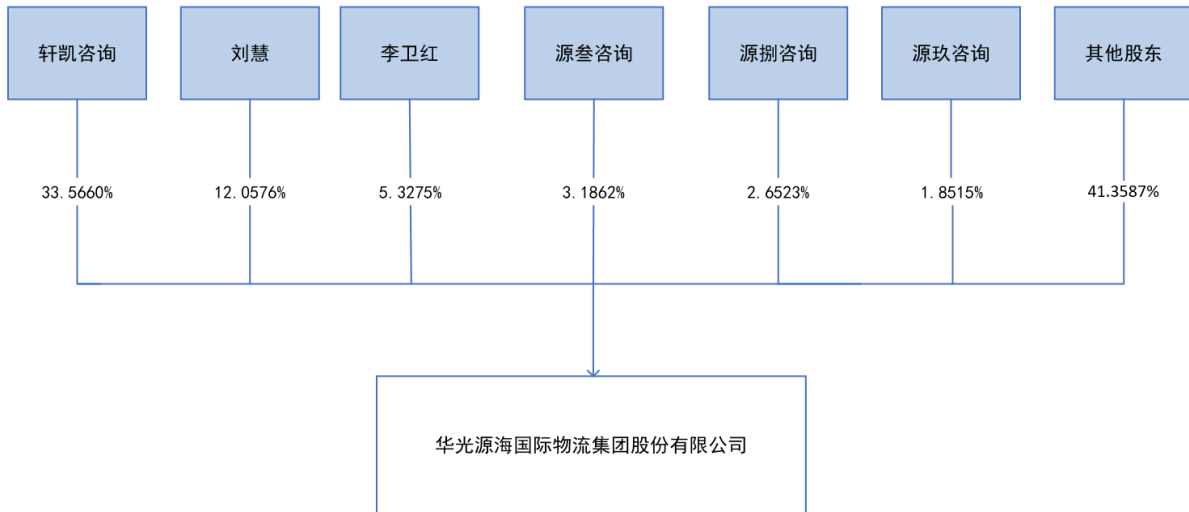 轩凯咨询
刘慧
李卫红
源叁咨询
源捌咨询
源玖咨询
其他股东
33.5660%
12.0576%
5.3275%
3.1862%
2.6523%
1.8515%
41.3587%
华光源海国际物流集团股份有限公司